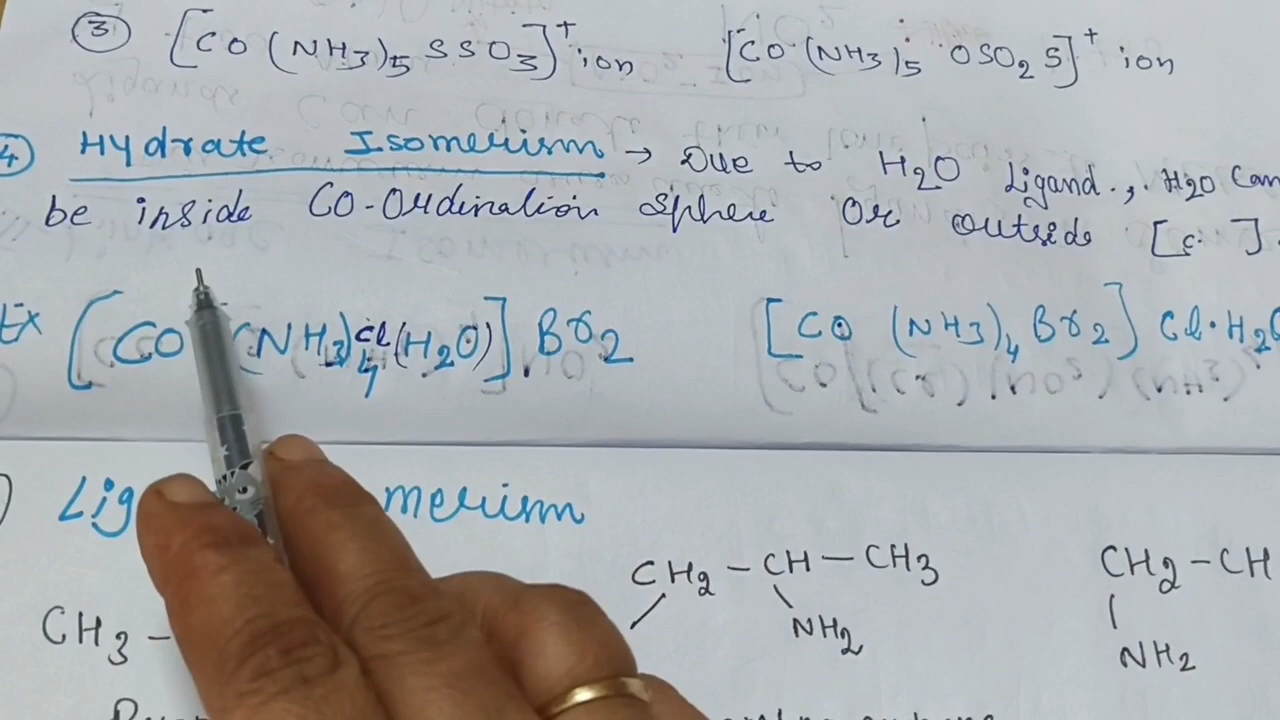 ③ [CO (NH3)5 SSO3]+ ion [CO (NH3)5 OSO2 S]+ ion
④ Hydrate Isomerism → Due to H2O Ligand., H2O can
be inside CO-Ordination sphere or outside [c ].
Ex [CO (NH3)4 Cl (H2O)] Br2 [CO (NH3)4 Br2] Cl·H2O
Lig merism
CH3 - CH2 - CH - CH3 CH2 - CH
NH2 NH2